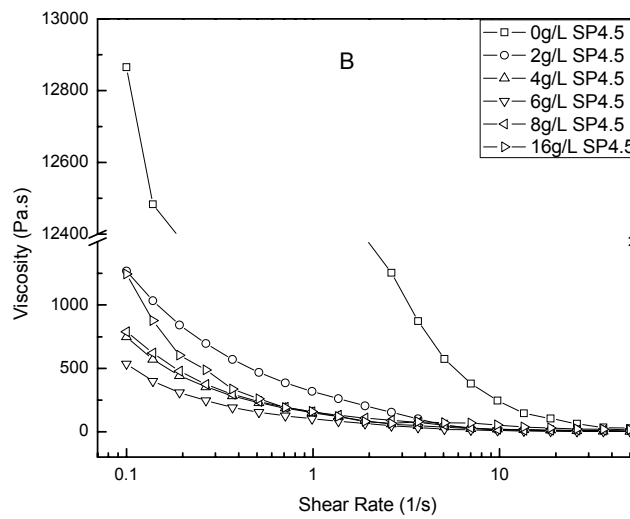 13000
12800
12600
12400
1000
500
0
Viscosity (Pa.s)
B
0g/L SP4.5
2g/L SP4.5
4g/L SP4.5
6g/L SP4.5
8g/L SP4.5
16g/L SP4.5
0.1
1
10
Shear Rate (1/s)